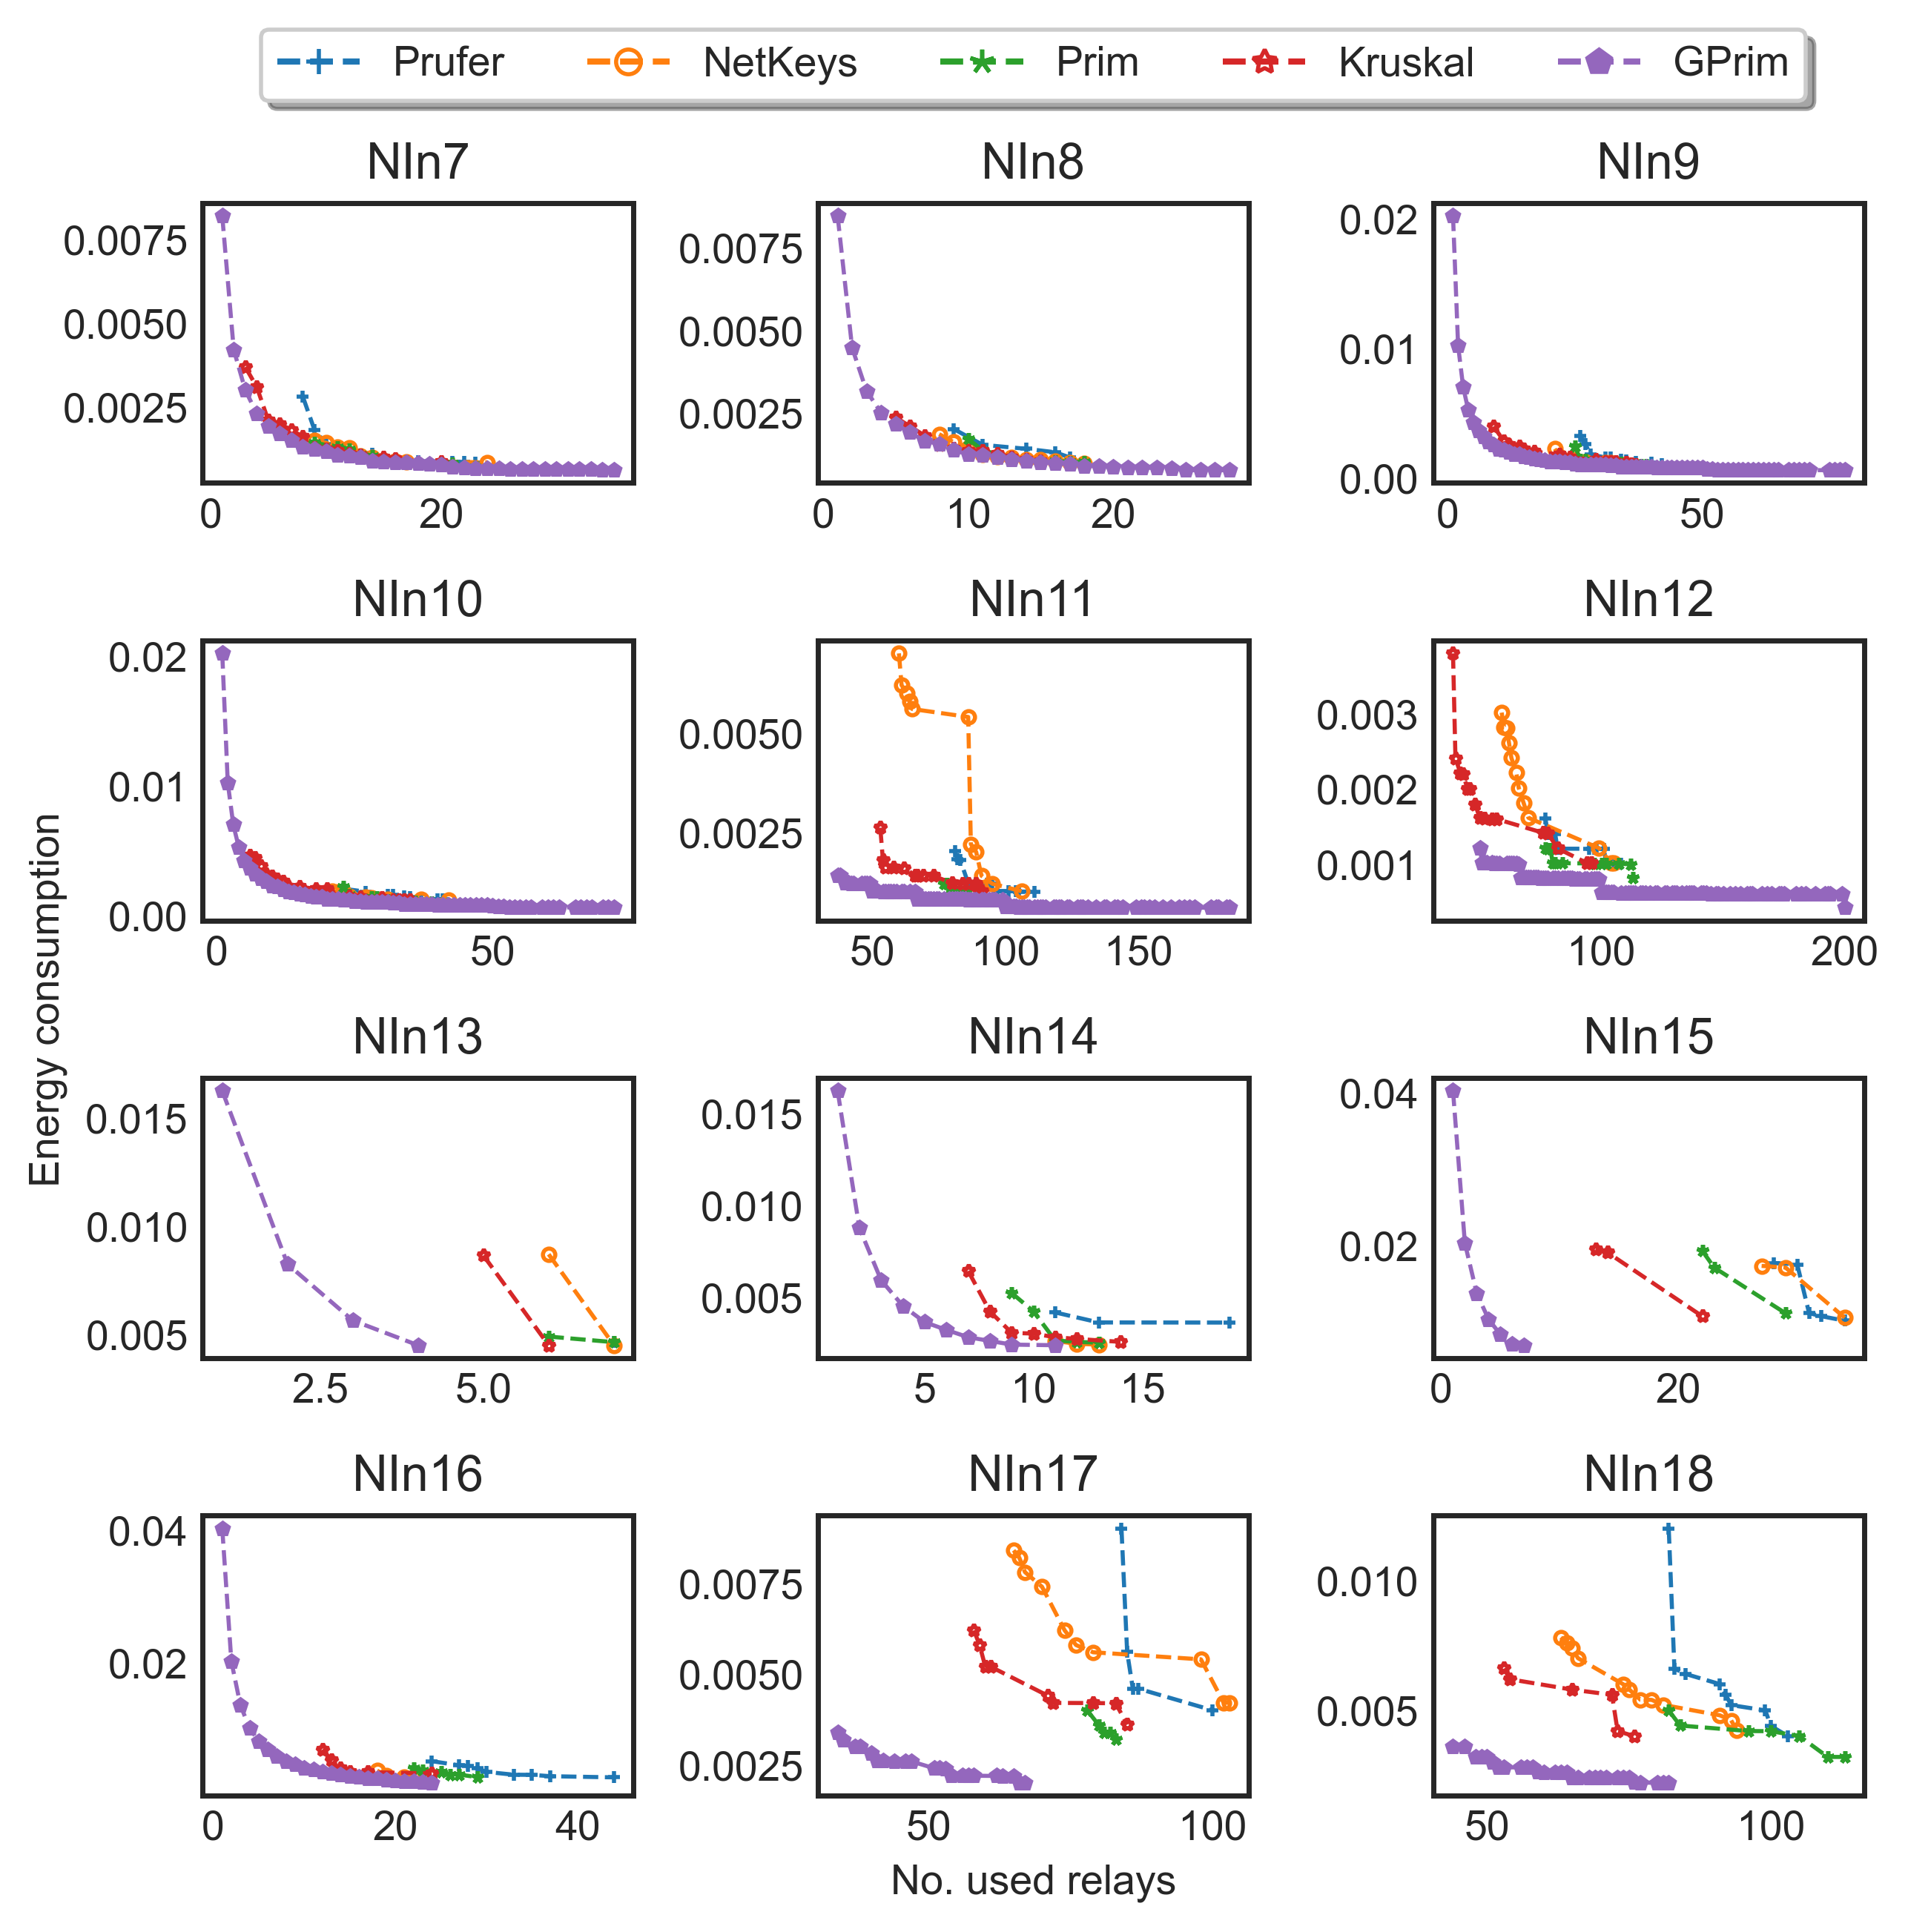 Prufer NetKeys Prim Kruskal GPrim
NIn7 NIn8 NIn9
0.0075 0.0075 0.02
0.0050 0.0050 0.01
0.0025 0.0025 0.00
0 20 0 10 20 0 50
NIn10 NIn11 NIn12
0.02 0.0050 0.003
0.01 0.0025 0.002
0.00 0.001
0 50 50 100 150 100 200
Energy consumption
NIn13 NIn14 NIn15
0.015 0.015 0.04
0.010 0.010 0.02
0.005 0.005
2.5 5.0 5 10 15 0 20
NIn16 NIn17 NIn18
0.04 0.0075 0.010
0.02 0.0050 0.005
0.0025
0 20 40 50 100 50 100
No. used relays